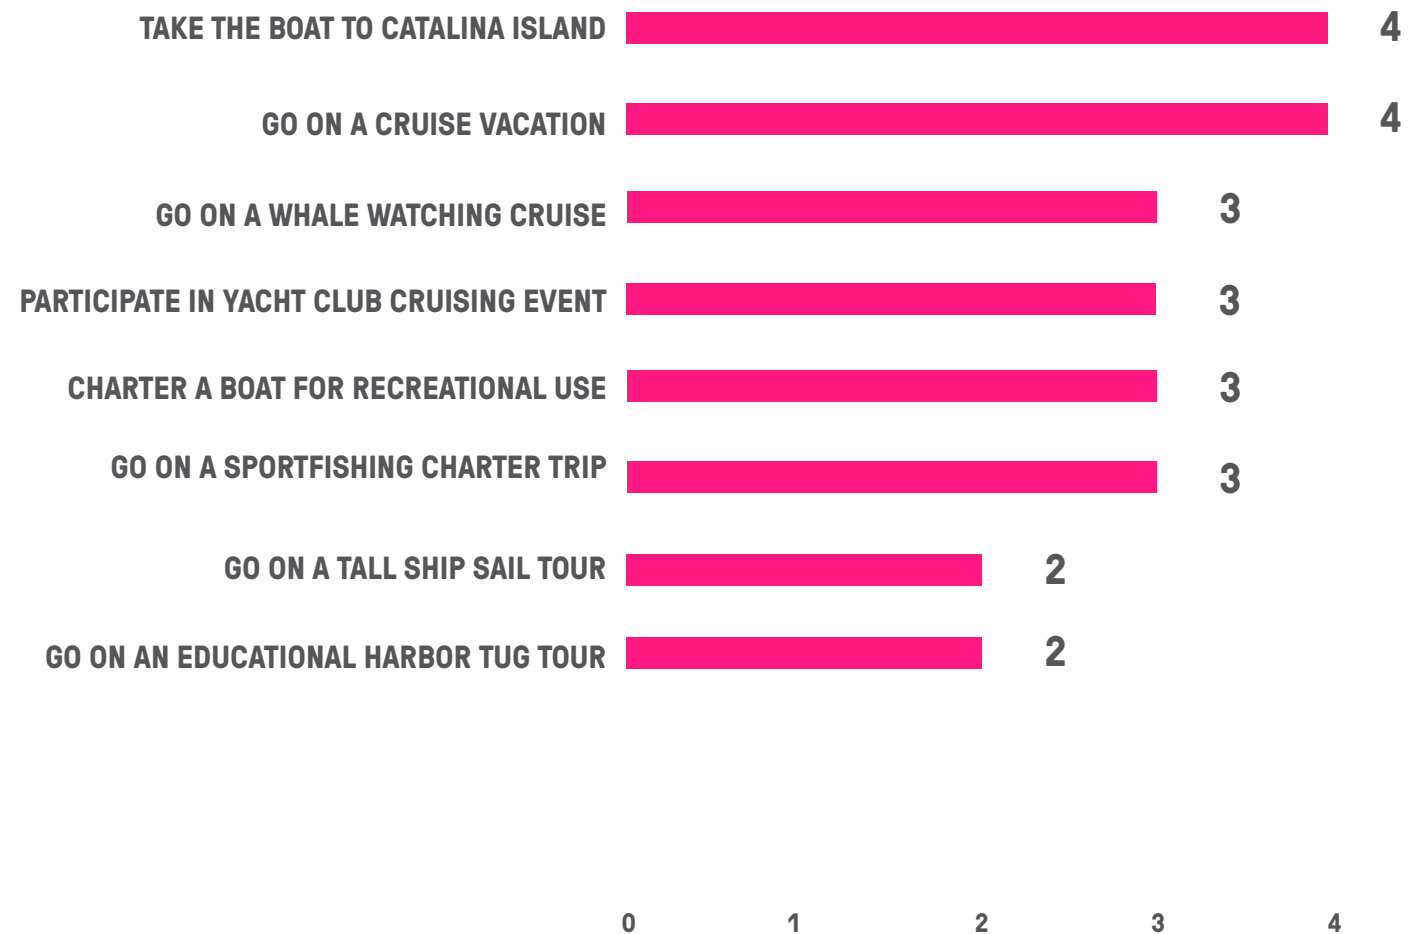 TAKE THE BOAT TO CATALINA ISLAND 4
GO ON A CRUISE VACATION 4
GO ON A WHALE WATCHING CRUISE 3
PARTICIPATE IN YACHT CLUB CRUISING EVENT 3
CHARTER A BOAT FOR RECREATIONAL USE 3
GO ON A SPORTFISHING CHARTER TRIP 3
GO ON A TALL SHIP SAIL TOUR 2
GO ON AN EDUCATIONAL HARBOR TUG TOUR 2
0 1 2 3 4